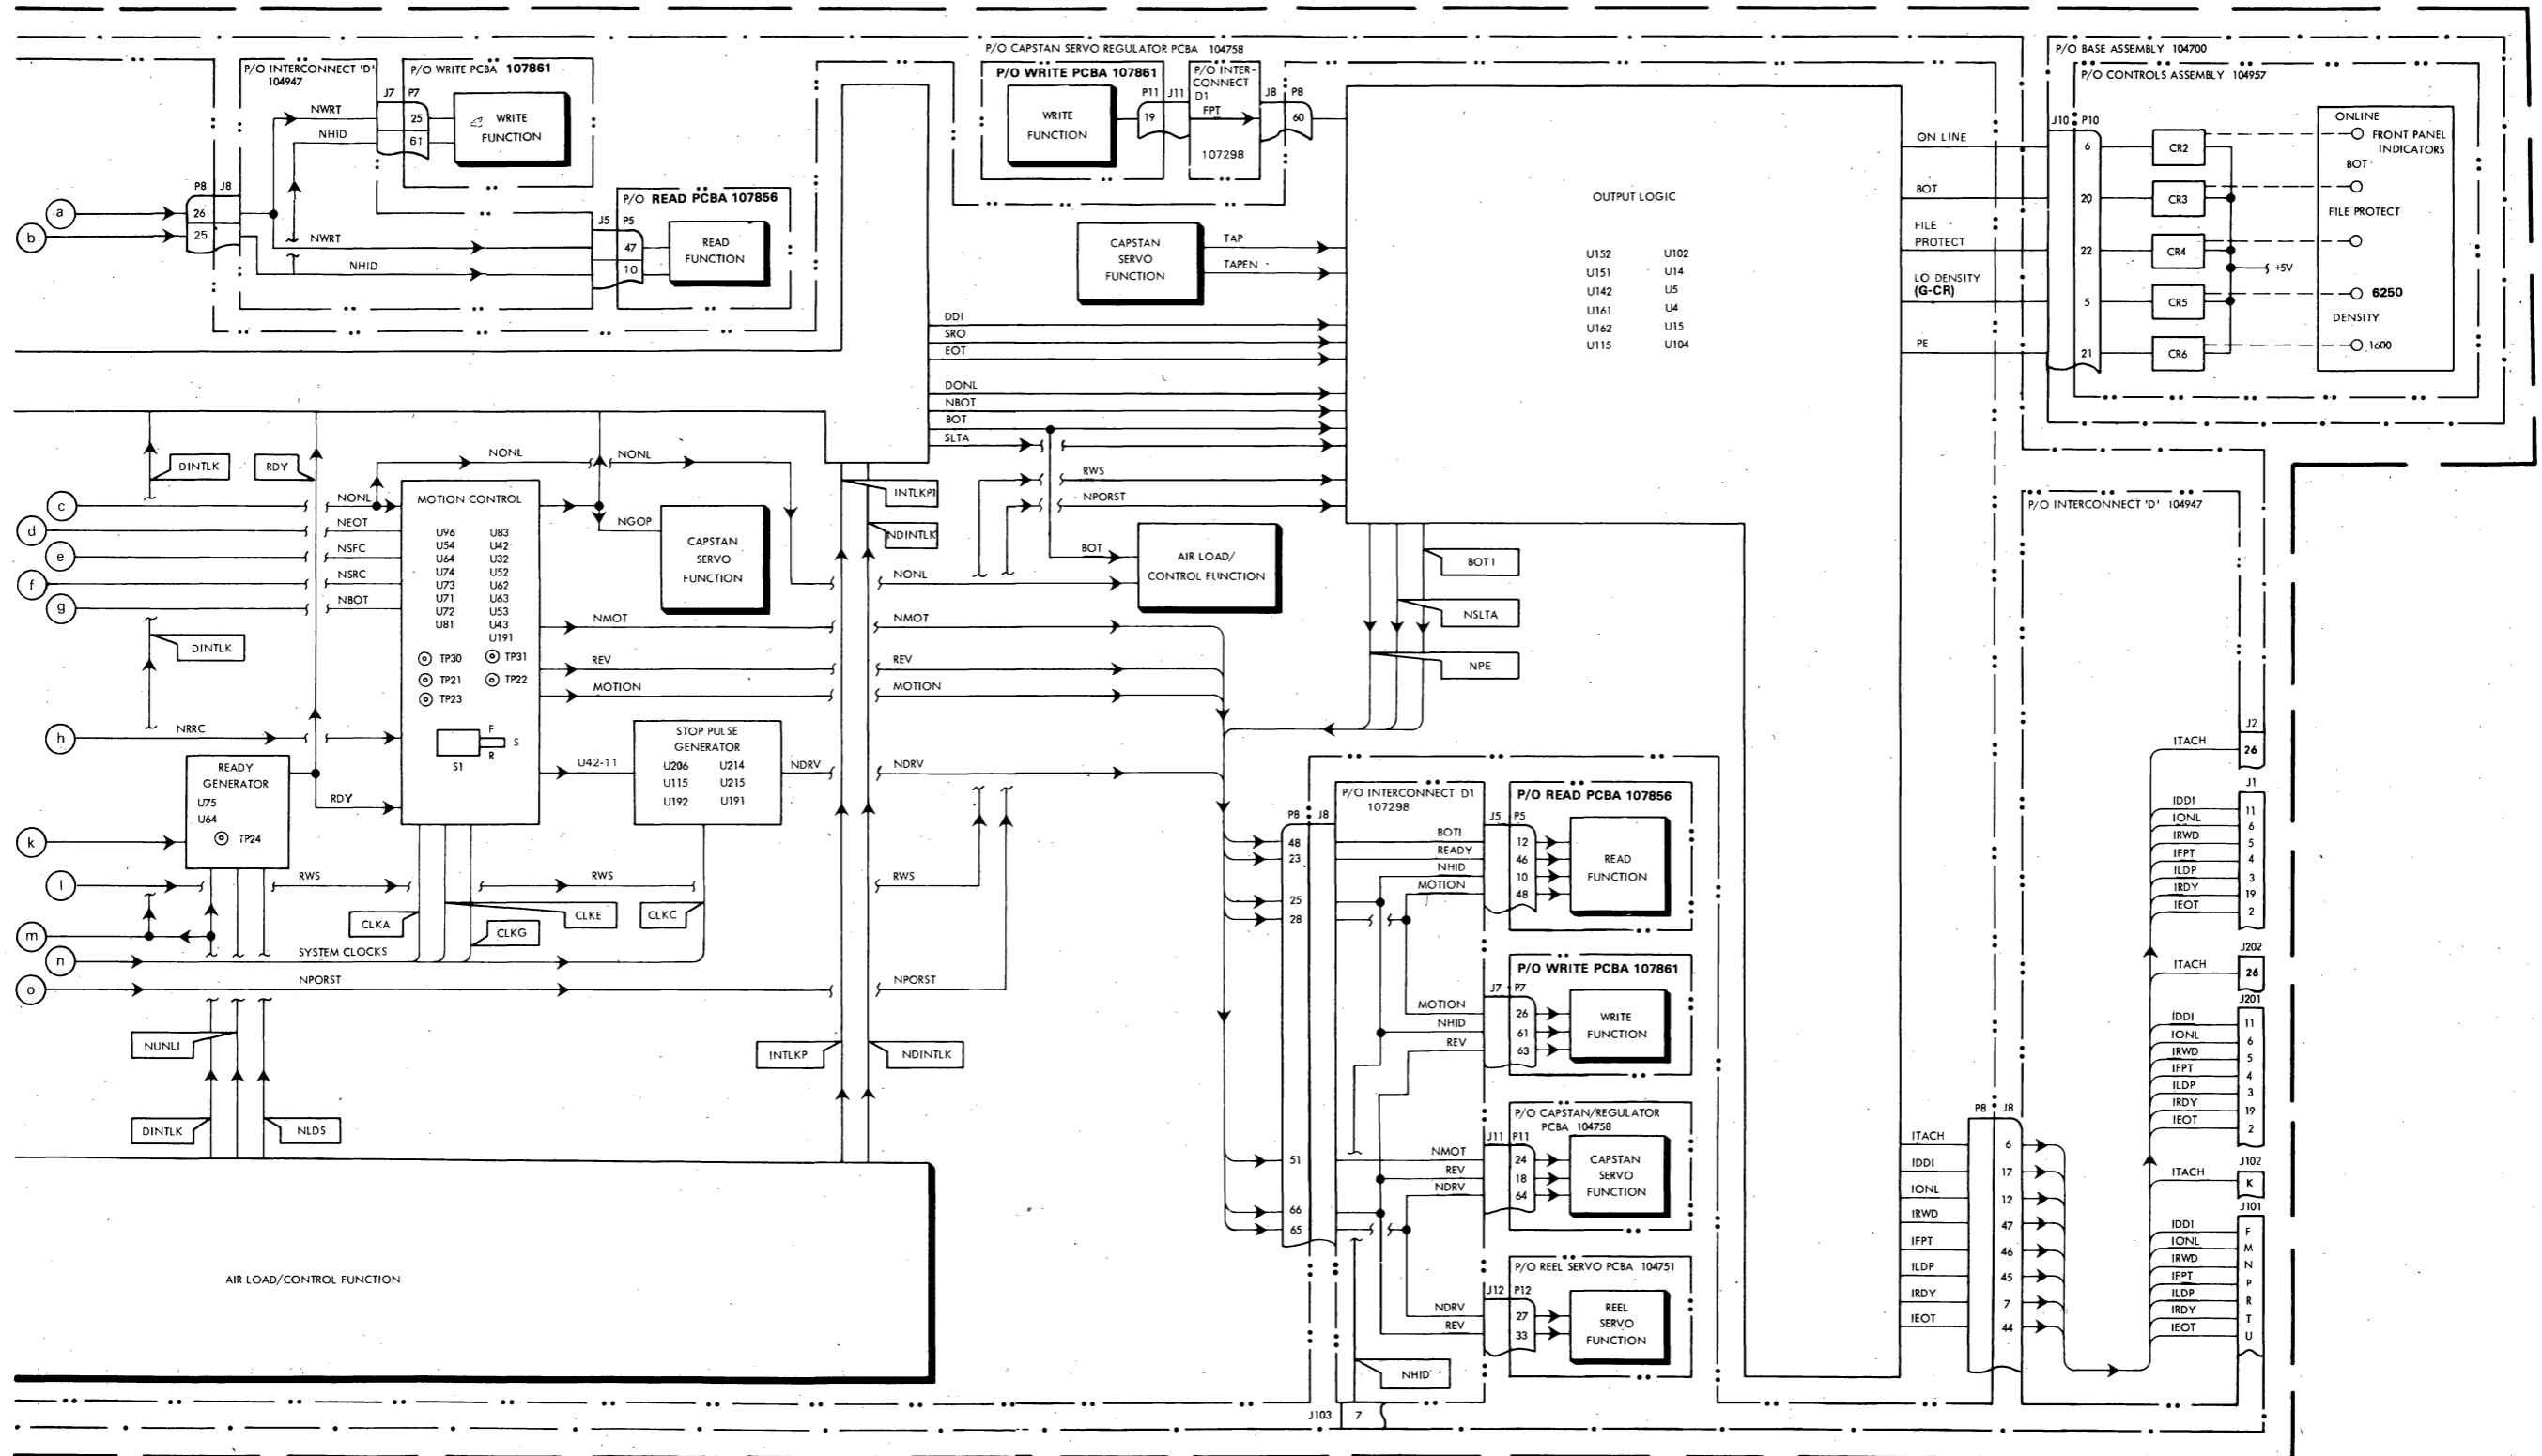 P/O INTERCONNECT 'D'
104947
NWRT
NHID
J7 P7
P/O WRITE PCBA 107861
25
61
WRITE
FUNCTION
P8 J8
a
26
b
25
NWRT
NHID
P/O READ PCBA 107856
J5 P5
47
10
READ
FUNCTION
P/O CAPSTAN SERVO REGULATOR PCBA 104758
P/O WRITE PCBA 107861
WRITE
FUNCTION
P11 J11
19
P/O INTER-
CONNECT
D1
FPT
107298
J8 P8
60
CAPSTAN
SERVO
FUNCTION
TAP
TAPEN
DDI
SRO
EOT
DONL
NBOT
BOT
SLTA
RWS
NPORST
OUTPUT LOGIC
U152 U102
U151 U14
U142 U5
U161 U4
U162 U15
U115 U104
ON LINE
BOT
FILE
PROTECT
LO DENSITY
(G-CR)
PE
P/O BASE ASSEMBLY 104700
P/O CONTROLS ASSEMBLY 104957
J10 P10
6
20
22
5
21
CR2
CR3
CR4
CR5
CR6
+5V
ONLINE
FRONT PANEL
INDICATORS
BOT
FILE PROTECT
6250
DENSITY
1600
DINTLK
RDY
NONL
NONL
c
NONL
d
NEOT
e
NSFC
f
NSRC
g
NBOT
DINTLK
h
NRRC
MOTION CONTROL
U96 U83
U54 U42
U64 U32
U74 U52
U73 U62
U71 U63
U72 U53
U81 U43
U191
TP30 TP31
TP21 TP22
TP23
F
S
R
S1
NGOP
CAPSTAN
SERVO
FUNCTION
INTLKP1
NDINTLK
BOT
NONL
AIR LOAD/
CONTROL FUNCTION
NMOT
NMOT
REV
REV
MOTION
MOTION
BOT1
NSLTA
NPE
READY
GENERATOR
U75
U64
TP24
RDY
U42-11
STOP PULSE
GENERATOR
U206 U214
U115 U215
U192 U191
NDRV
NDRV
k
l
RWS
RWS
RWS
CLKA
CLKE
CLKG
CLKC
m
n
SYSTEM CLOCKS
o
NPORST
NPORST
NUNLI
DINTLK
NLDS
INTLKP
NDINTLK
AIR LOAD/CONTROL FUNCTION
P8 J8
48
23
25
28
51
66
65
P/O INTERCONNECT D1
107298
BOTI
READY
NHID
MOTION
J5 P5
12
46
10
48
P/O READ PCBA 107856
READ
FUNCTION
P/O WRITE PCBA 107861
J7 P7
MOTION
NHID
REV
26
61
63
WRITE
FUNCTION
P/O CAPSTAN/REGULATOR
PCBA 104758
J11 P11
NMOT
REV
NDRV
24
18
64
CAPSTAN
SERVO
FUNCTION
P/O REEL SERVO PCBA 104751
J12 P12
NDRV
REV
27
33
REEL
SERVO
FUNCTION
NHID
J103 7
P8 J8
ITACH 6
IDDI 17
IONL 12
IRWD 47
IFPT 46
ILDP 45
IRDY 7
IEOT 44
P/O INTERCONNECT 'D' 104947
J2
ITACH 26
J1
IDDI 11
IONL 6
IRWD 5
IFPT 4
ILDP 3
IRDY 19
IEOT 2
J202
ITACH 26
J201
IDDI 11
IONL 6
IRWD 5
IFPT 4
ILDP 3
IRDY 19
IEOT 2
J102
ITACH K
J101
IDDI F
IONL M
IRWD N
IFPT P
ILDP R
IRDY T
IEOT U